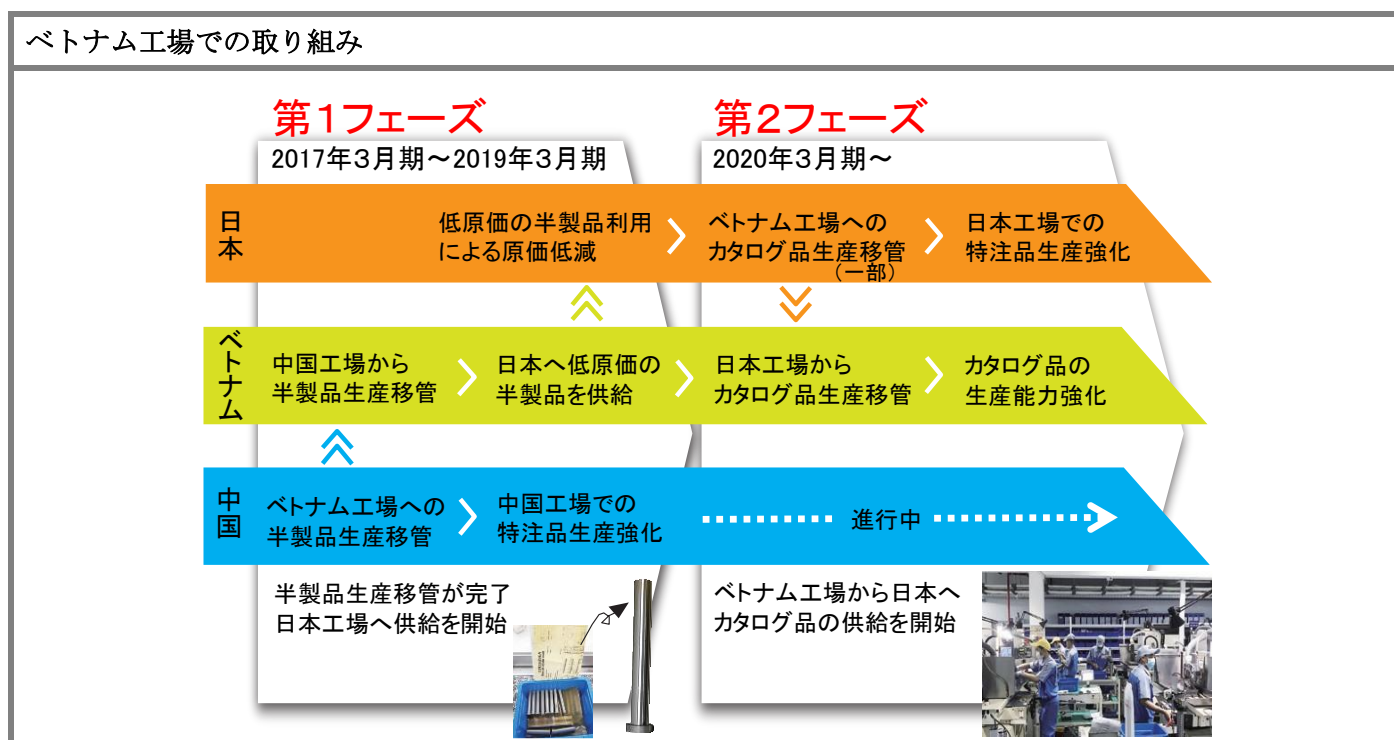 ベトナム工場での取り組み
第1フェーズ
2017年3月期～2019年3月期
第2フェーズ
2020年3月期～
日本
低原価の半製品利用
による原価低減
ベトナム工場への
カタログ品生産移管
（一部）
日本工場での
特注品生産強化
ベトナム
中国工場から
半製品生産移管
日本へ低原価の
半製品を供給
日本工場から
カタログ品生産移管
カタログ品の
生産能力強化
中国
ベトナム工場への
半製品生産移管
中国工場での
特注品生産強化
進行中
半製品生産移管が完了
日本工場へ供給を開始
ベトナム工場から日本へ
カタログ品の供給を開始